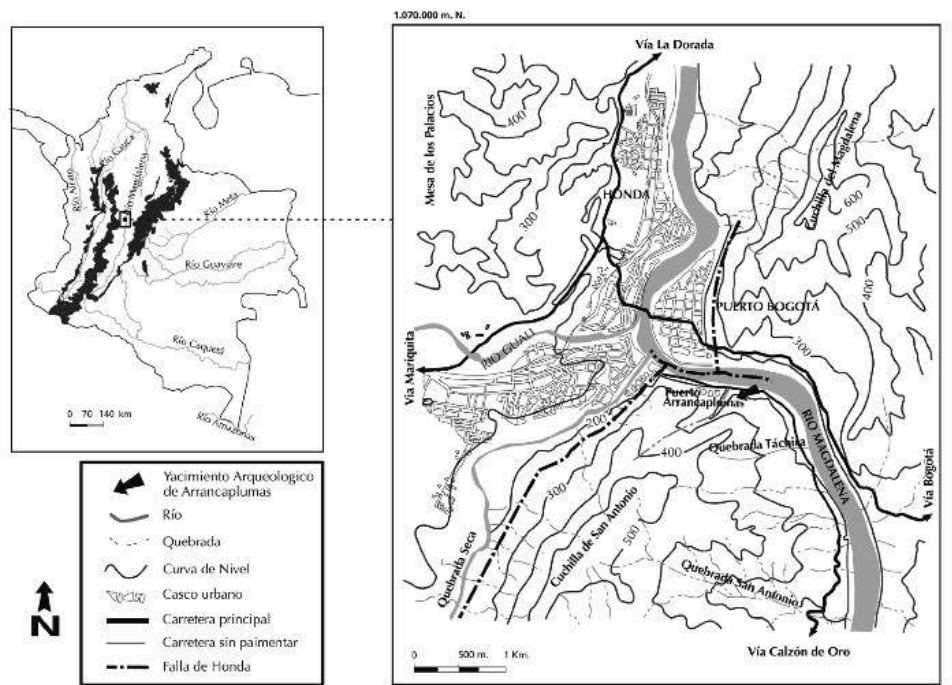 1.070.000 m. N.
Río Atrato
Río Cauca
Río Magdalena
Río Meta
Río Guaviare
Río Caquetá
Río Amazonas
0 70 140 km
Yacimiento Arqueologico
de Arrancaplumas
Río
Quebrada
Curva de Nivel
Casco urbano
Carretera principal
Carretera sin paimentar
Falla de Honda
N
Vía La Dorada
Mesa de los Palacios
400
300
HONDA
Cuchilla del Magdalena
600
500
400
PUERTO BOGOTÁ
300
RIO GUALI
Vía Mariquita
Puerto
Arrancaplumas
200
400
Quebrada Táchira
RIO MAGDALENA
Vía Bogotá
300
Cuchilla de San Antonio
500
Quebrada Seca
Quebrada San Antonio
0 500 m. 1 Km.
Vía Calzón de Oro